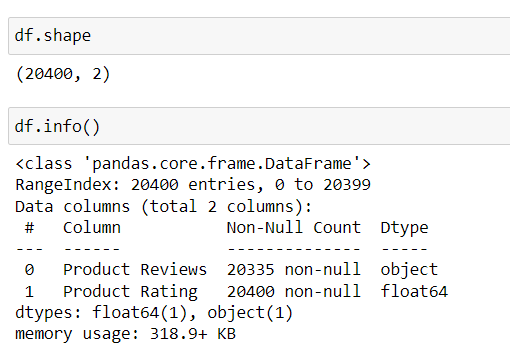 df.shape
(20400, 2)
df.info()
<class 'pandas.core.frame.DataFrame'>
RangeIndex: 20400 entries, 0 to 20399
Data columns (total 2 columns):
 #   Column           Non-Null Count  Dtype
---  ------           --------------  -----
 0   Product Reviews  20335 non-null  object
 1   Product Rating   20400 non-null  float64
dtypes: float64(1), object(1)
memory usage: 318.9+ KB